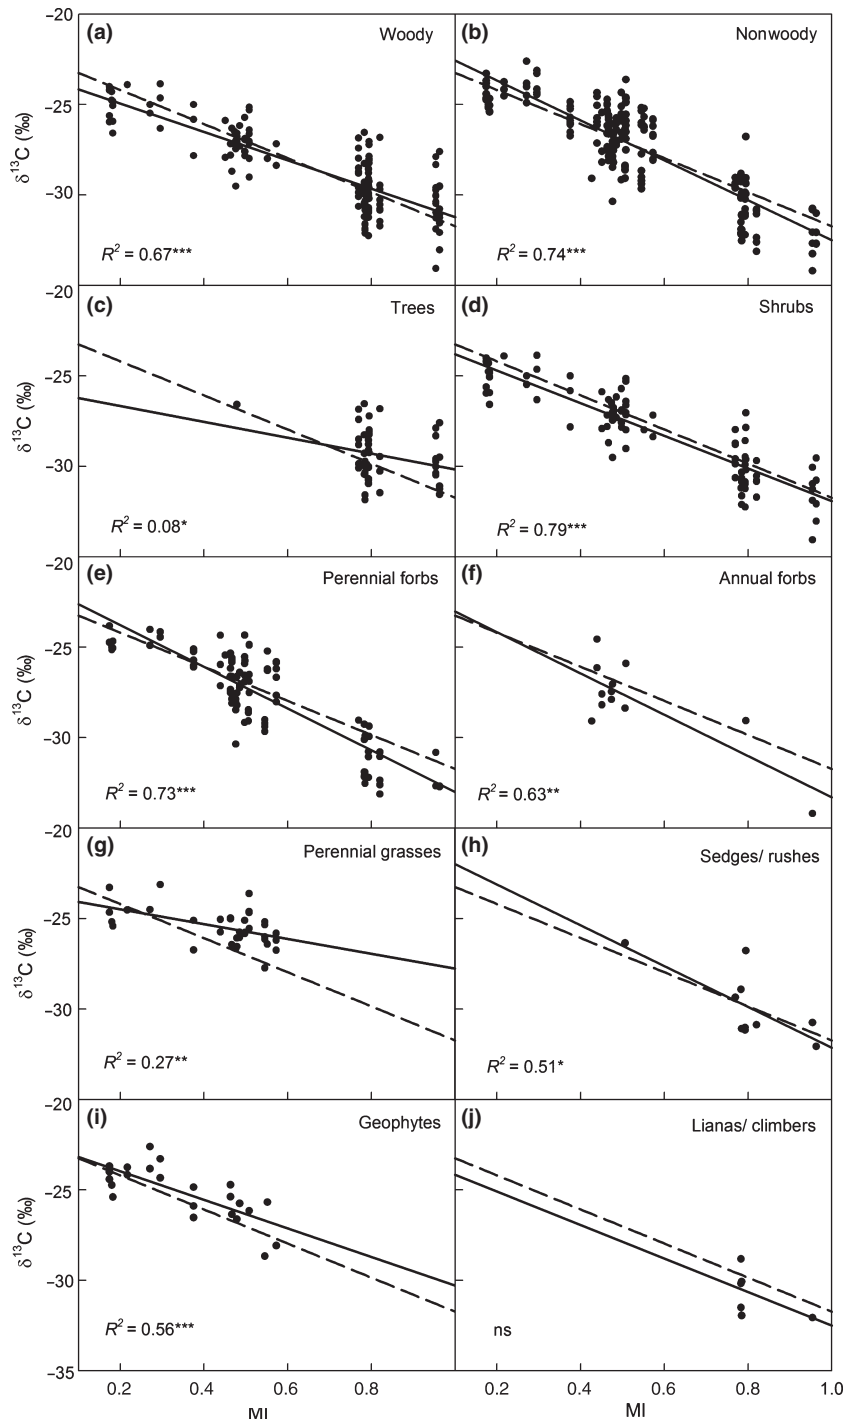 −20
(a)
Woody
(b)
Nonwoody
−25
δ¹³C (‰)
−30
R² = 0.67***
R² = 0.74***
−20
(c)
Trees
(d)
Shrubs
−25
δ¹³C (‰)
−30
R² = 0.08*
R² = 0.79***
−20
(e)
Perennial forbs
(f)
Annual forbs
−25
δ¹³C (‰)
−30
R² = 0.73***
R² = 0.63**
−20
(g)
Perennial grasses
(h)
Sedges/ rushes
−25
δ¹³C (‰)
−30
R² = 0.27**
R² = 0.51*
−20
(i)
Geophytes
(j)
Lianas/ climbers
−25
δ¹³C (‰)
−30
R² = 0.56***
ns
−35
0.2 0.4 0.6 0.8 0.2 0.4 0.6 0.8 1.0
MI MI